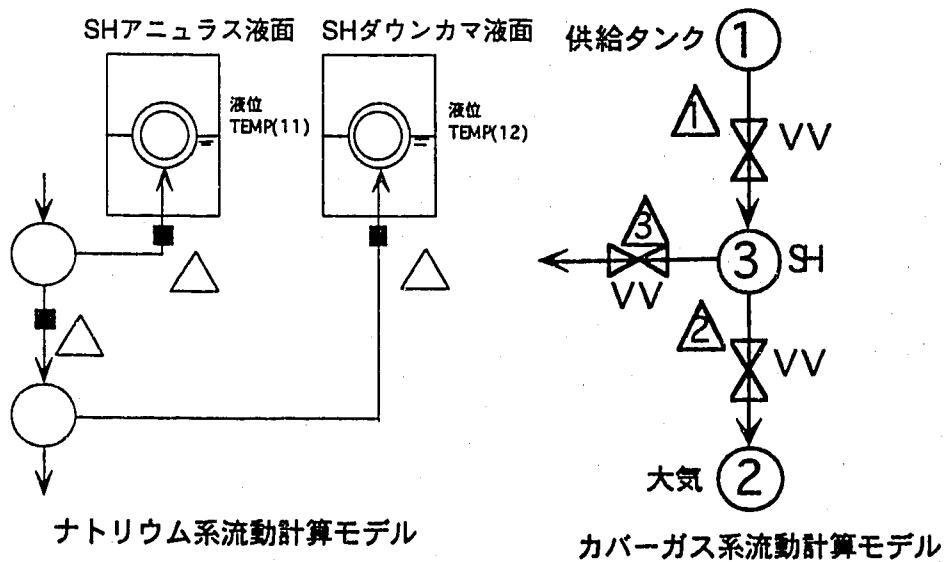 SHアニュラス液面
SHダウンカマ液面
液位
TEMP(11)
液位
TEMP(12)
ナトリウム系流動計算モデル
供給タンク
1
1
VV
3
VV
3
SH
2
VV
大気
2
カバーガス系流動計算モデル